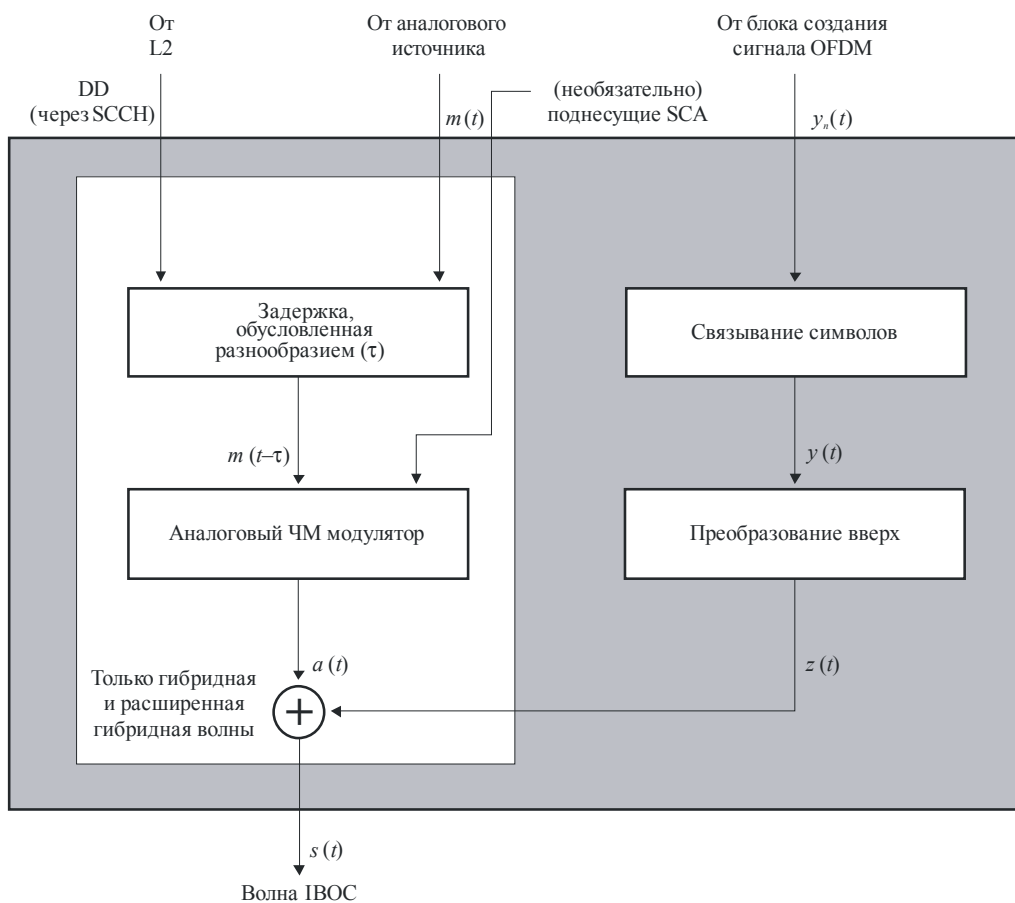 От
L2
От аналогового
источника
От блока создания
сигнала OFDM
DD
(через SCCH)
m(t)
(необязательно)
поднесущие SCA
yn(t)
Задержка,
обусловленная
разнообразием (τ)
Связывание символов
m (t–τ)
y (t)
Аналоговый ЧМ модулятор
Преобразование вверх
a (t)
z (t)
Только гибридная
и расширенная
гибридная волны
+
s (t)
Волна IBOC